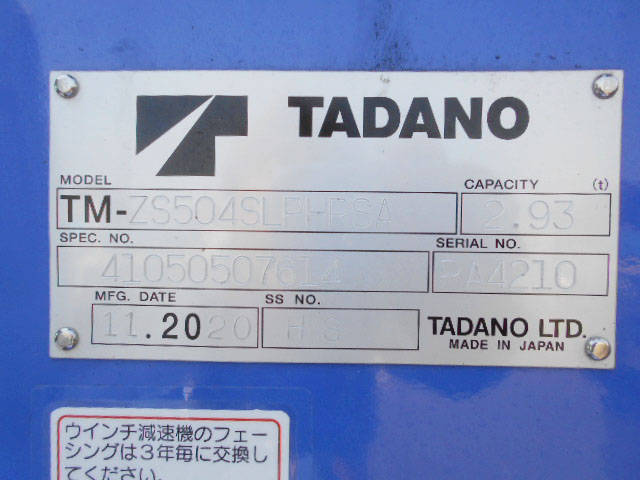 TADANO
MODEL
CAPACITY (t)
TM-ZS504SLPHRSA 2.93
SPEC. NO. SERIAL NO.
41050507614 RA4210
MFG. DATE SS NO.
11.2020 HS TADANO LTD.
MADE IN JAPAN
ウインチ減速機のフェー
シングは3年毎に交換し
てください。